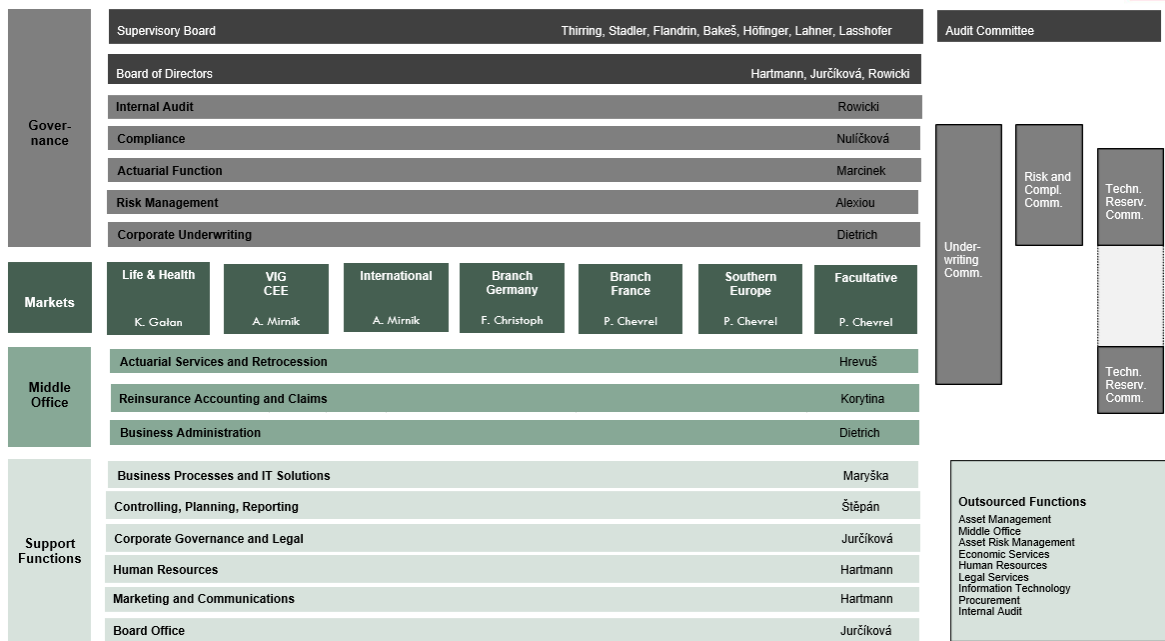 Supervisory Board Thirring, Stadler, Flandrin, Bakeš, Höfinger, Lahner, Lasshofer
Audit Committee
Board of Directors Hartmann, Jurčíková, Rowicki
Gover-
nance
Internal Audit Rowicki
Compliance Nulíčková
Actuarial Function Marcinek
Risk Management Alexiou
Corporate Underwriting Dietrich
Under-
writing
Comm.
Risk and
Compl.
Comm.
Techn.
Reserv.
Comm.
Markets
Life & Health
K. Galan
VIG
CEE
A. Mirnik
International
A. Mirnik
Branch
Germany
F. Christoph
Branch
France
P. Chevrel
Southern
Europe
P. Chevrel
Facultative
P. Chevrel
Middle
Office
Actuarial Services and Retrocession Hrevuš
Reinsurance Accounting and Claims Korytina
Business Administration Dietrich
Techn.
Reserv.
Comm.
Support
Functions
Business Processes and IT Solutions Maryška
Controlling, Planning, Reporting Štěpán
Corporate Governance and Legal Jurčíková
Human Resources Hartmann
Marketing and Communications Hartmann
Board Office Jurčíková
Outsourced Functions
Asset Management
Middle Office
Asset Risk Management
Economic Services
Human Resources
Legal Services
Information Technology
Procurement
Internal Audit